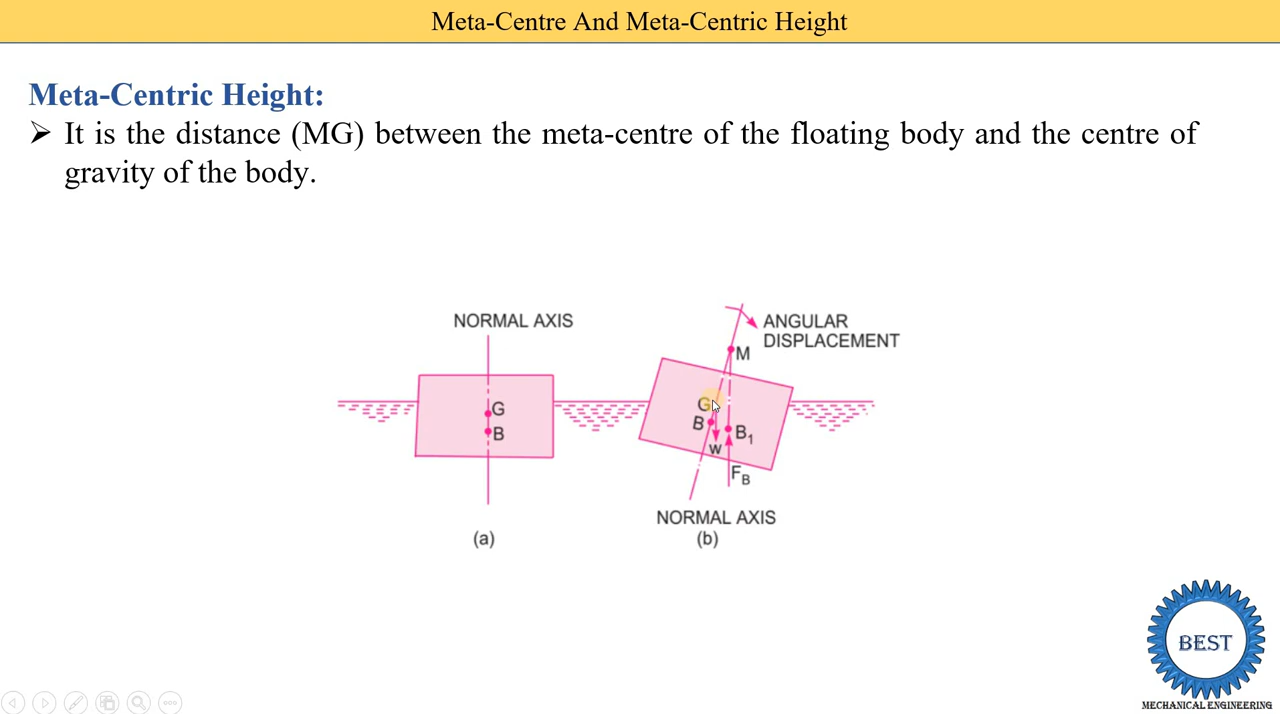 Meta-Centre And Meta-Centric Height
Meta-Centric Height:
➢ It is the distance (MG) between the meta-centre of the floating body and the centre of
gravity of the body.
NORMAL AXIS
G
B
(a)
ANGULAR
DISPLACEMENT
M
G
B
B₁
W
F_B
NORMAL AXIS
(b)
BEST
MECHANICAL ENGINEERING